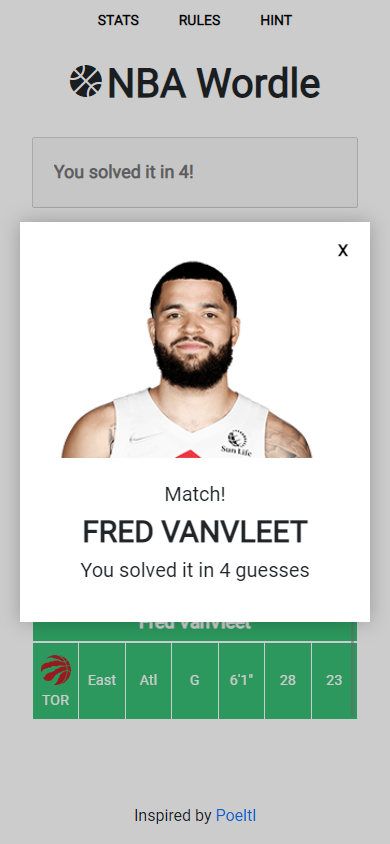 STATS RULES HINT
NBA Wordle
You solved it in 4!
X
Sun Life
Match!
FRED VANVLEET
You solved it in 4 guesses
Fred VanVleet
TOR East Atl G 6'1" 28 23
Inspired by Poeltl